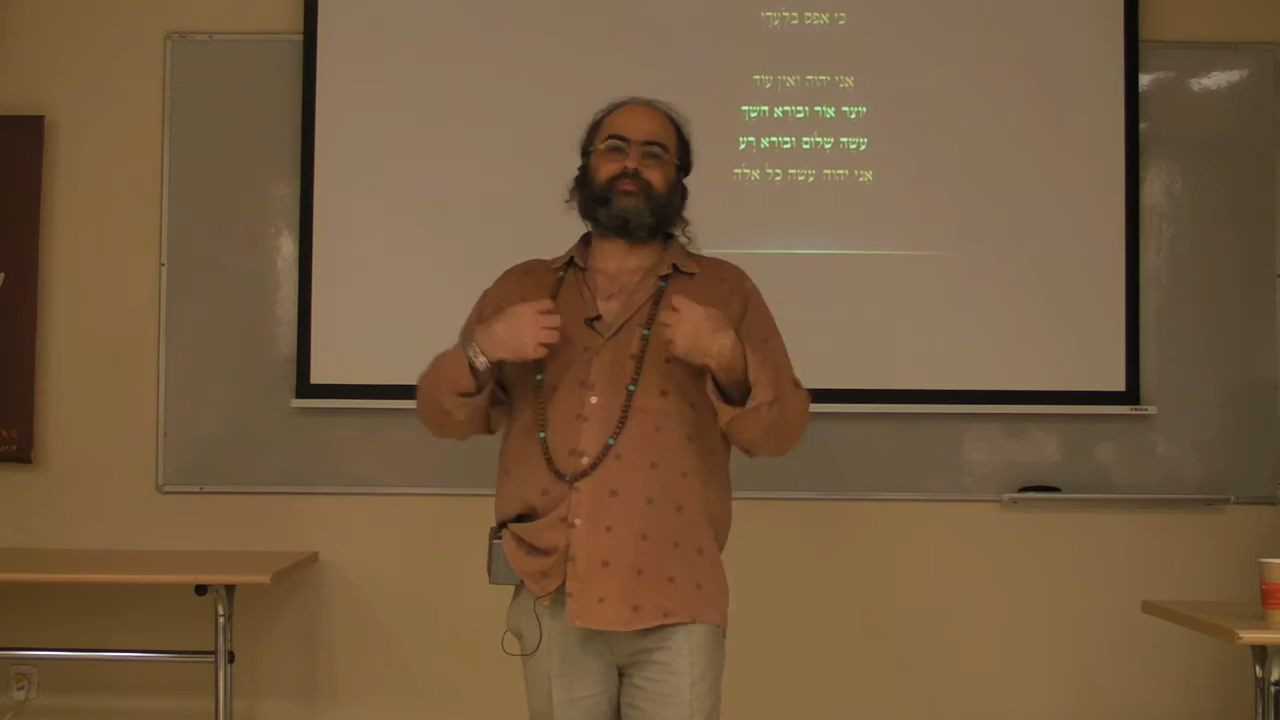 כי אפס בלעדי
אני יהוה ואין עוד
יוצר אור ובורא חשך
עשה שלום ובורא רע
אני יהוה עשה כל אלה
VEGA